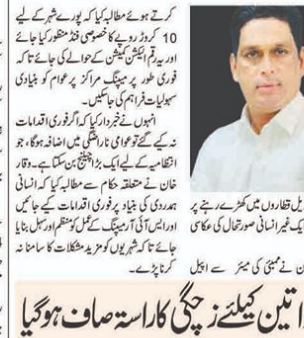 کرتے ہوئے مطالبہ کیا کہ پورے شہر کے لیے
10 کروڑ روپے کا خصوصی فنڈ منظور کیا جائے
اور یہ رقم الیکشن کمیشن کے حوالے کی جائے تاکہ
فوری طور پر میپنگ مراکز پر عوام کو بنیادی
سہولیات فراہم کی جاسکیں۔
انہوں نے خبردار کیا کہ اگر فوری اقدامات
نہ کیے گئے تو عوامی ناراضگی میں اضافہ ہوگا، جو
انتظامیہ کے لیے ایک بڑا چیلنج بن سکتا ہے۔ وقار
خان نے متعلقہ حکام سے مطالبہ کیا کہ انسانی
ہمدردی کی بنیاد پر فوری اقدامات کیے جائیں
اور ایس آئی آر میپنگ کے عمل کو منظم اور سہل بنایا
جائے تاکہ شہریوں کو مزید مشکلات کا سامنا نہ
کرنا پڑے۔
یل قطاروں میں کھڑے رہنے پر
ایک غیر انسانی صورتحال کی عکاسی
ن نے ممبئی کی میئر سے اپیل
اتین کیلئے زچگی کا راستہ صاف ہوگیا